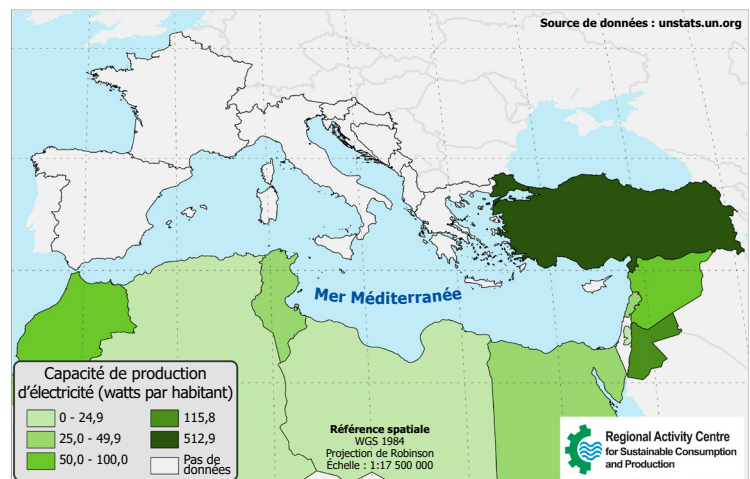 Source de données : unstats.un.org
Mer Méditerranée
Capacité de production
d'électricité (watts par habitant)
0 - 24,9
25,0 - 49,9
50,0 - 100,0
115,8
512,9
Pas de
données
Référence spatiale
WGS 1984
Projection de Robinson
Échelle : 1:17 500 000
Regional Activity Centre
for Sustainable Consumption
and Production